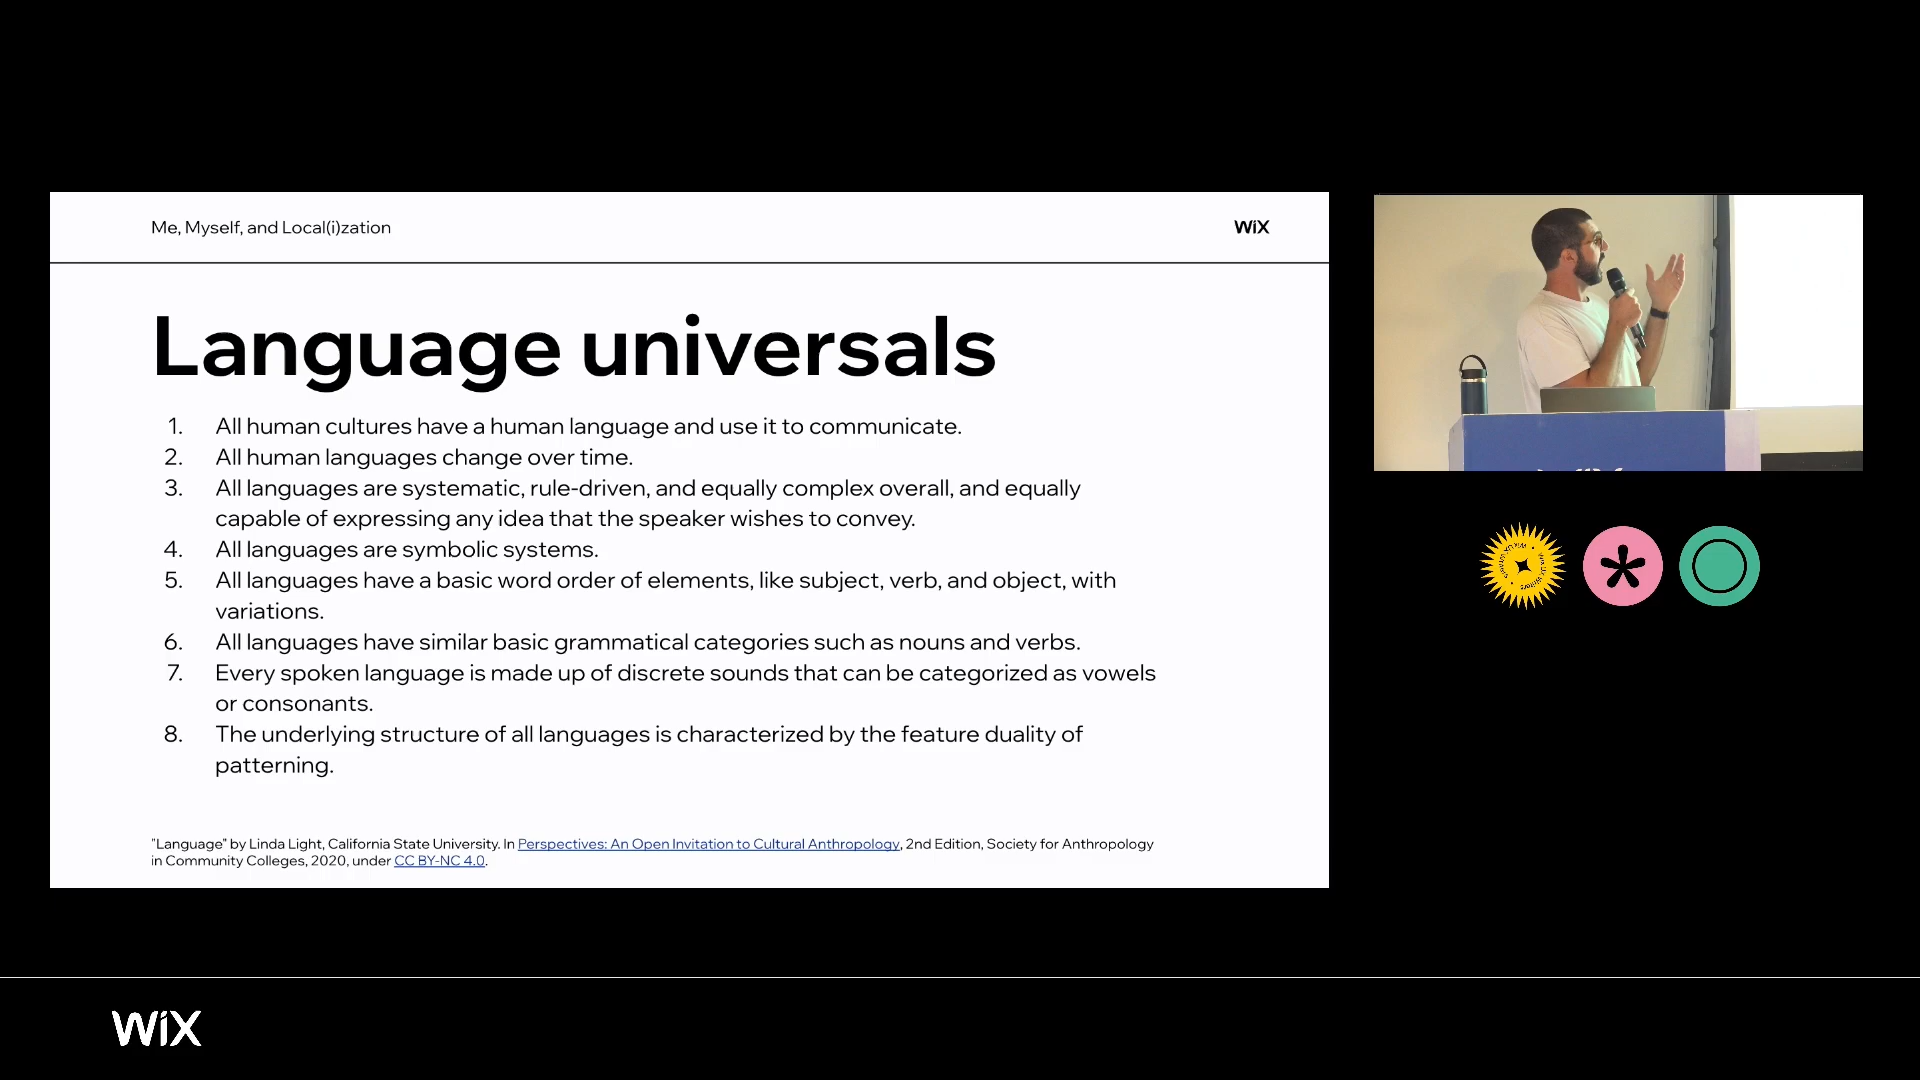 Me, Myself, and Local(i)zation
WiX
Language universals
1. All human cultures have a human language and use it to communicate.
2. All human languages change over time.
3. All languages are systematic, rule-driven, and equally complex overall, and equally
capable of expressing any idea that the speaker wishes to convey.
4. All languages are symbolic systems.
5. All languages have a basic word order of elements, like subject, verb, and object, with
variations.
6. All languages have similar basic grammatical categories such as nouns and verbs.
7. Every spoken language is made up of discrete sounds that can be categorized as vowels
or consonants.
8. The underlying structure of all languages is characterized by the feature duality of
patterning.
"Language" by Linda Light, California State University. In Perspectives: An Open Invitation to Cultural Anthropology, 2nd Edition, Society for Anthropology
in Community Colleges, 2020, under CC BY-NC 4.0.
WiX